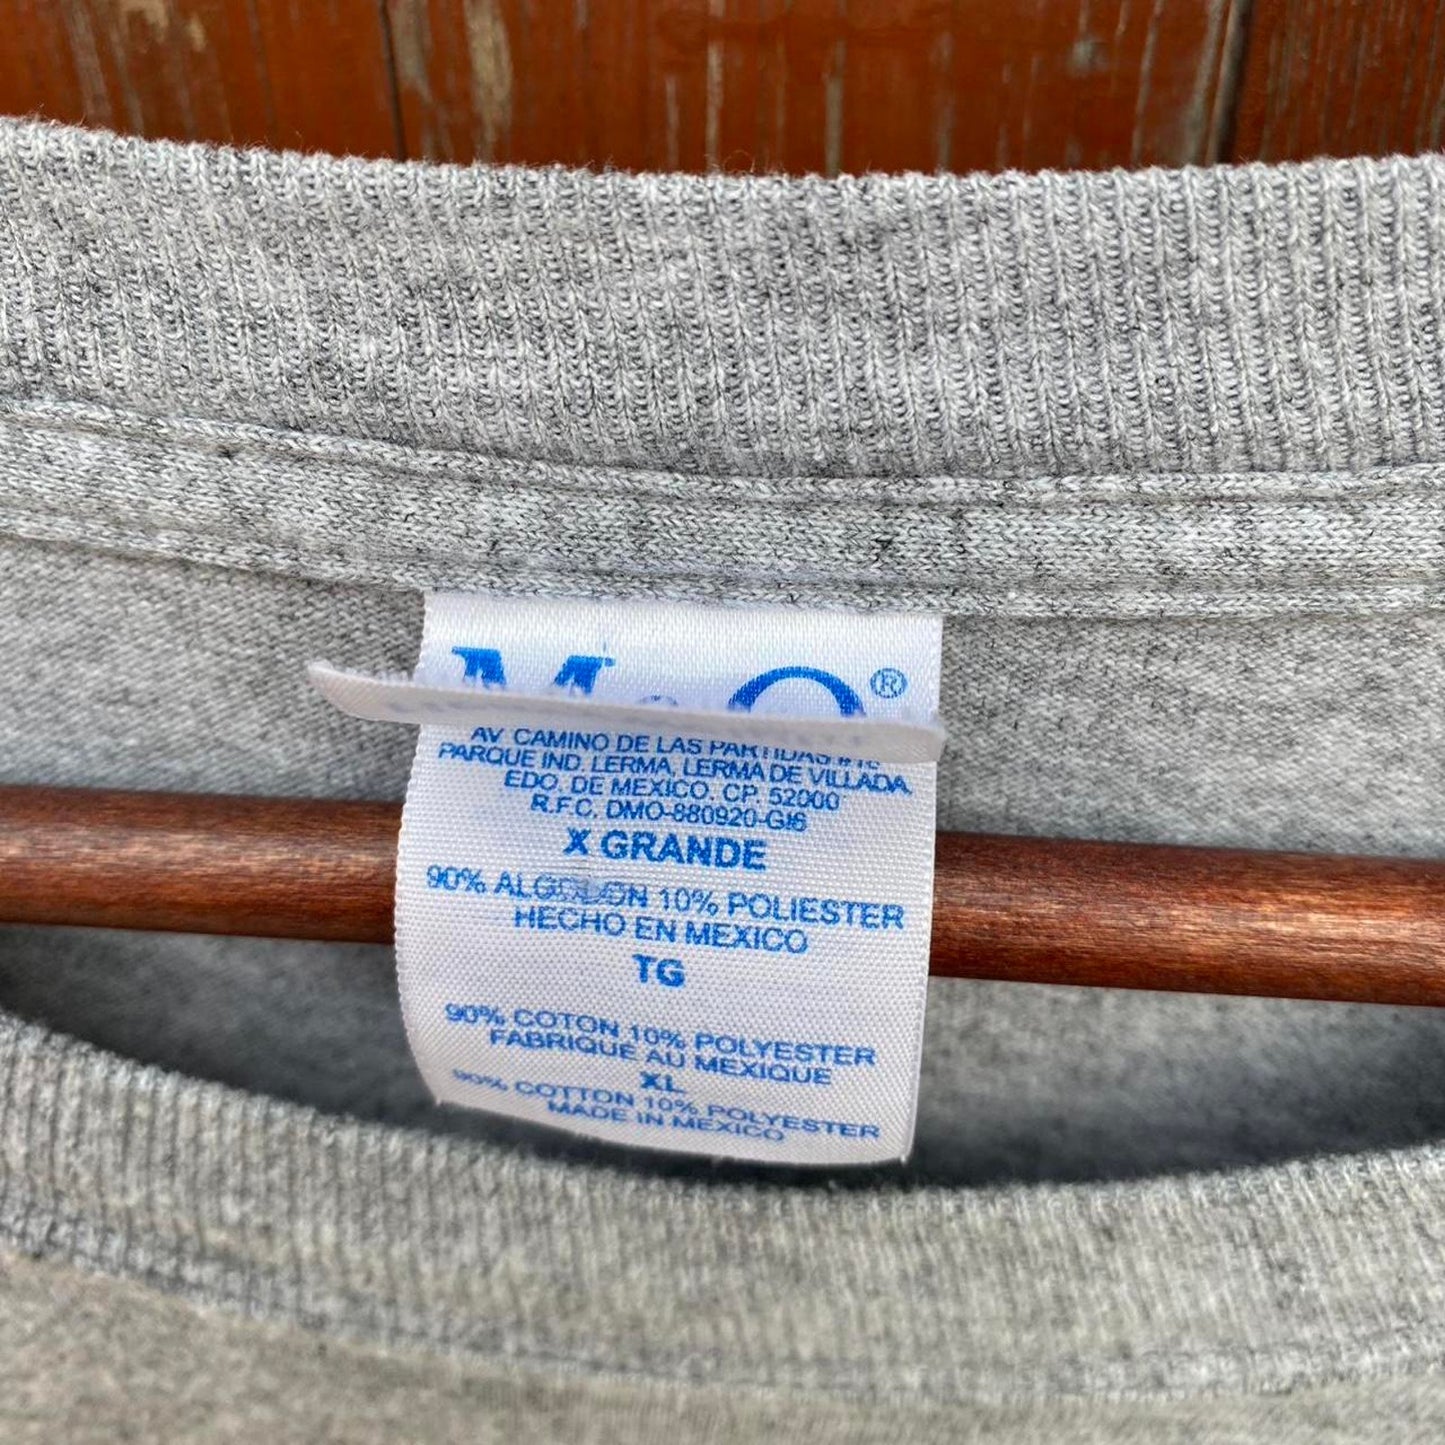 M&O®
AV. CAMINO DE LAS PARTIDAS #18
PARQUE IND. LERMA, LERMA DE VILLADA
EDO. DE MEXICO. CP. 52000
R.F.C. DMO-880920-GI6
X GRANDE
90% ALGODON 10% POLIESTER
HECHO EN MEXICO
TG
90% COTON 10% POLYESTER
FABRIQUE AU MEXIQUE
XL
90% COTTON 10% POLYESTER
MADE IN MEXICO